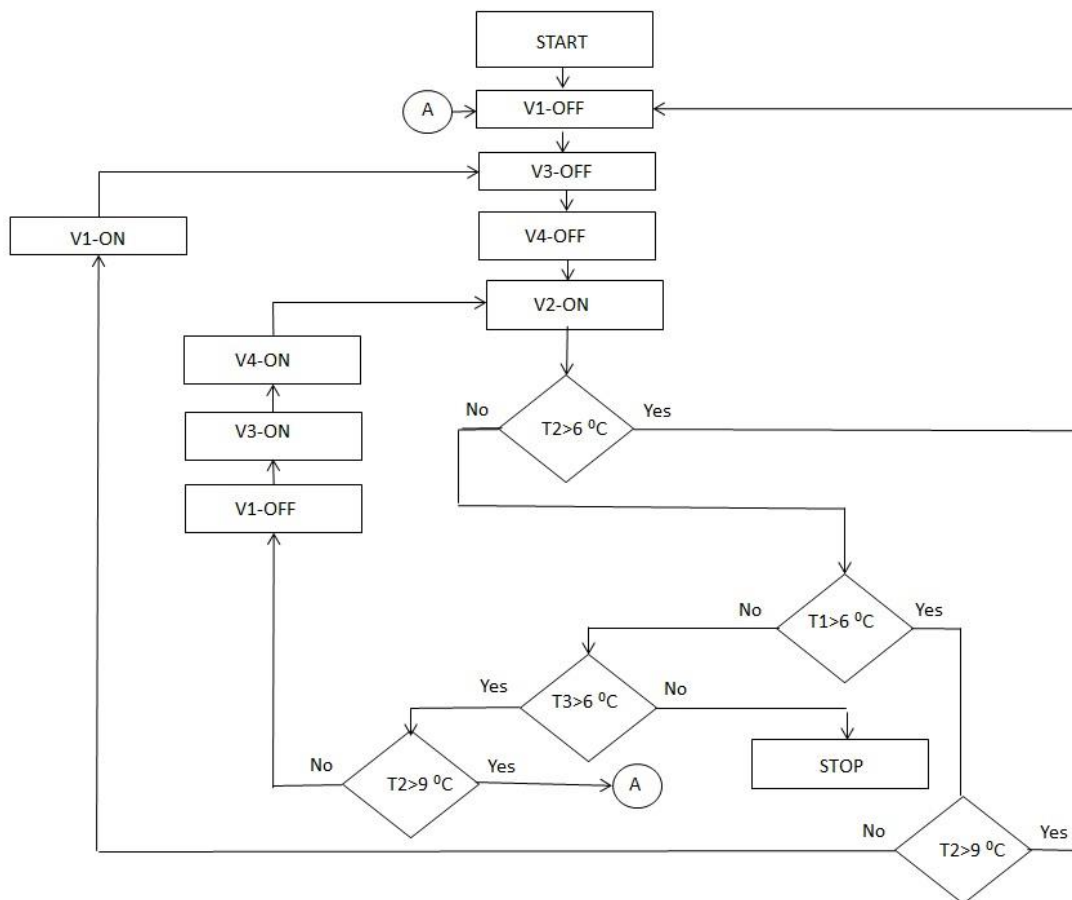 START
A
V1-OFF
V3-OFF
V1-ON
V4-OFF
V2-ON
V4-ON
No
T2>6 ⁰C
Yes
V3-ON
V1-OFF
No
T1>6 ⁰C
Yes
Yes
T3>6 ⁰C
No
No
T2>9 ⁰C
Yes
A
STOP
No
T2>9 ⁰C
Yes